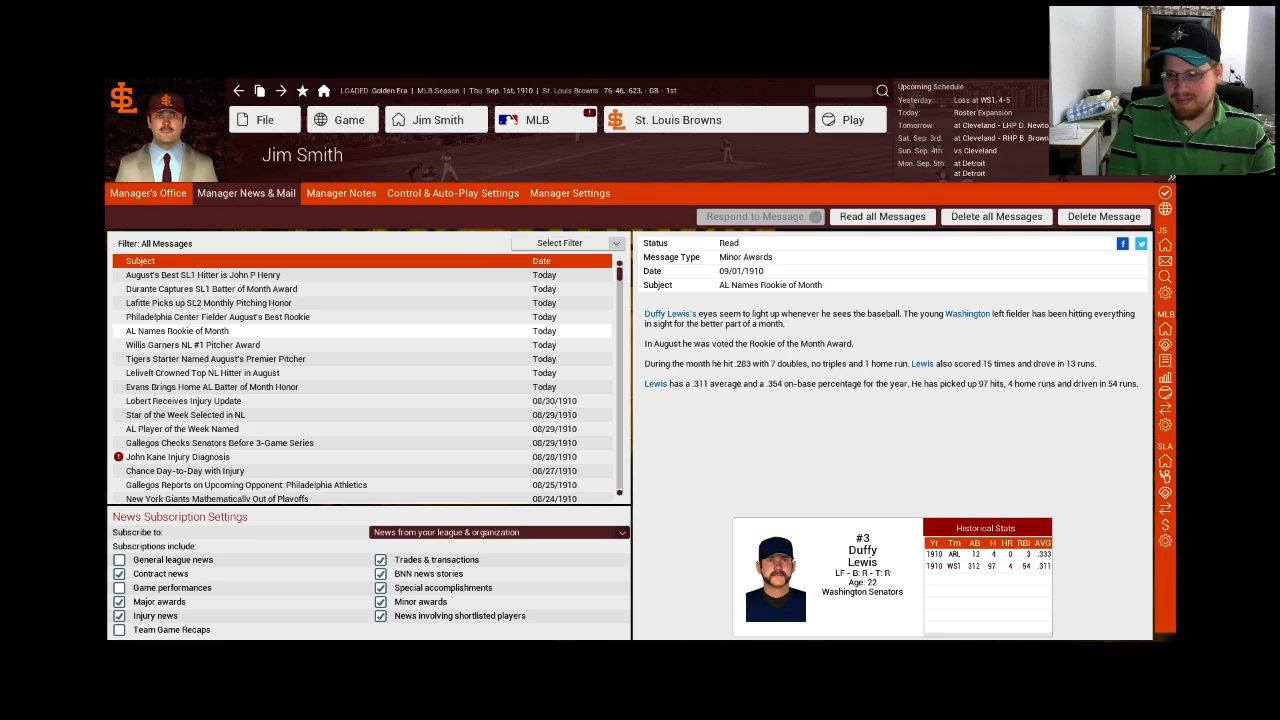 LOADED: Golden Era | MLB Season | Thu. Sep. 1st, 1910 | St. Louis Browns 76-46, .623, - GB - 1st
File
Game
Jim Smith
MLB
St. Louis Browns
Play
Upcoming Schedule
Yesterday: Loss at WS1, 4-5
Today: Roster Expansion
Tomorrow: at Cleveland - LHP D. Newto
Sat. Sep. 3rd: at Cleveland - RHP B. Brown
Sun. Sep. 4th: vs Cleveland
Mon. Sep. 5th: at Detroit
at Detroit
Jim Smith
Manager's Office
Manager News & Mail
Manager Notes
Control & Auto-Play Settings
Manager Settings
Respond to Message
Read all Messages
Delete all Messages
Delete Message
Filter: All Messages
Select Filter
Subject Date
August's Best SL1 Hitter is John P Henry Today
Durante Captures SL1 Batter of Month Award Today
Lafitte Picks up SL2 Monthly Pitching Honor Today
Philadelphia Center Fielder August's Best Rookie Today
AL Names Rookie of Month Today
Willis Garners NL #1 Pitcher Award Today
Tigers Starter Named August's Premier Pitcher Today
Lelivelt Crowned Top NL Hitter in August Today
Evans Brings Home AL Batter of Month Honor Today
Lobert Receives Injury Update 08/30/1910
Star of the Week Selected in NL 08/29/1910
AL Player of the Week Named 08/29/1910
Gallegos Checks Senators Before 3-Game Series 08/29/1910
John Kane Injury Diagnosis 08/28/1910
Chance Day-to-Day with Injury 08/27/1910
Gallegos Reports on Upcoming Opponent: Philadelphia Athletics 08/25/1910
New York Giants Mathematically Out of Playoffs 08/24/1910
News Subscription Settings
Subscribe to: News from your league & organization
Subscriptions include:
General league news
Trades & transactions
Contract news
BNN news stories
Game performances
Special accomplishments
Major awards
Minor awards
Injury news
News involving shortlisted players
Team Game Recaps
Status Read
Message Type Minor Awards
Date 09/01/1910
Subject AL Names Rookie of Month
Duffy Lewis's eyes seem to light up whenever he sees the baseball. The young Washington left fielder has been hitting everything
in sight for the better part of a month.
In August he was voted the Rookie of the Month Award.
During the month he hit .283 with 7 doubles, no triples and 1 home run. Lewis also scored 15 times and drove in 13 runs.
Lewis has a .311 average and a .354 on-base percentage for the year. He has picked up 97 hits, 4 home runs and driven in 54 runs.
#3
Duffy
Lewis
LF - B: R - T: R
Age: 22
Washington Senators
Historical Stats
Yr Tm AB H HR RBI AVG
1910 ARL 12 4 0 3 .333
1910 WS1 312 97 4 54 .311
JS
MLB
SLA